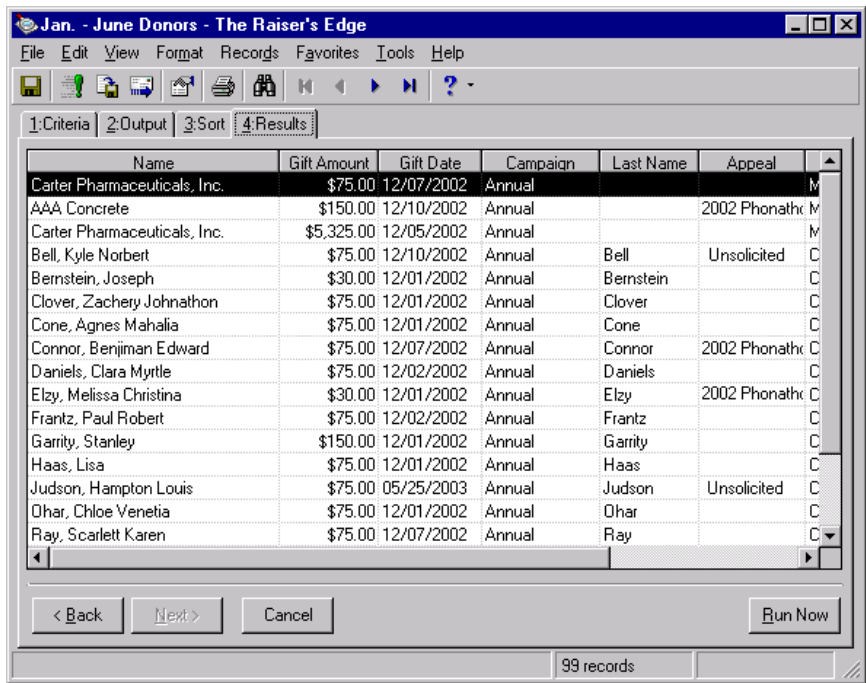 Jan. - June Donors - The Raiser's Edge
File Edit View Format Records Favorites Tools Help
1:Criteria 2:Output 3:Sort 4:Results
Name Gift Amount Gift Date Campaign Last Name Appeal
Carter Pharmaceuticals, Inc. $75.00 12/07/2002 Annual M
AAA Concrete $150.00 12/10/2002 Annual 2002 Phonatho M
Carter Pharmaceuticals, Inc. $5,325.00 12/05/2002 Annual M
Bell, Kyle Norbert $75.00 12/10/2002 Annual Bell Unsolicited C
Bernstein, Joseph $30.00 12/01/2002 Annual Bernstein C
Clover, Zachery Johnathon $75.00 12/01/2002 Annual Clover C
Cone, Agnes Mahalia $75.00 12/01/2002 Annual Cone C
Connor, Benjiman Edward $75.00 12/07/2002 Annual Connor 2002 Phonatho C
Daniels, Clara Myrtle $75.00 12/02/2002 Annual Daniels C
Elzy, Melissa Christina $30.00 12/01/2002 Annual Elzy 2002 Phonatho C
Frantz, Paul Robert $75.00 12/02/2002 Annual Frantz C
Garrity, Stanley $150.00 12/01/2002 Annual Garrity C
Haas, Lisa $75.00 12/01/2002 Annual Haas C
Judson, Hampton Louis $75.00 05/25/2003 Annual Judson Unsolicited C
Ohar, Chloe Venetia $75.00 12/01/2002 Annual Ohar C
Ray, Scarlett Karen $75.00 12/07/2002 Annual Ray C
< Back Next > Cancel Run Now
99 records